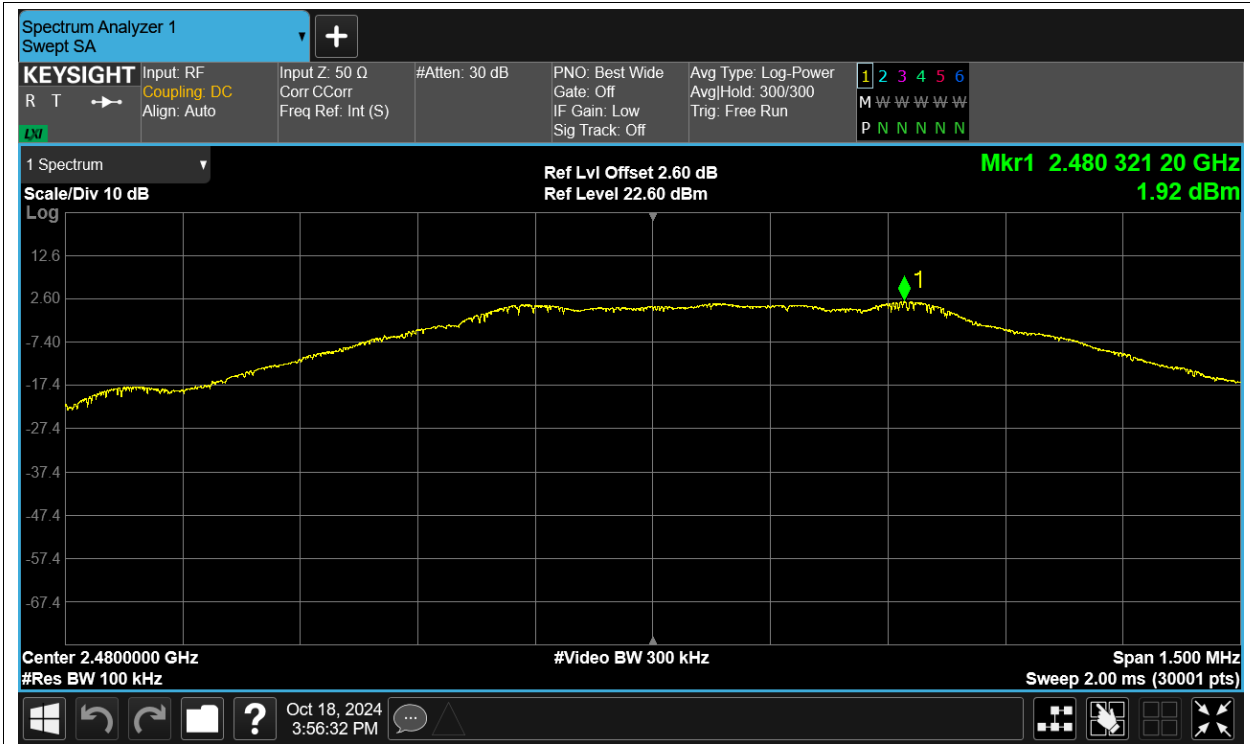 Spectrum Analyzer 1
Swept SA
KEYSIGHT
R T
LXI
Input: RF
Coupling: DC
Align: Auto
Input Z: 50 Ω
Corr CCorr
Freq Ref: Int (S)
#Atten: 30 dB
PNO: Best Wide
Gate: Off
IF Gain: Low
Sig Track: Off
Avg Type: Log-Power
Avg|Hold: 300/300
Trig: Free Run
1 2 3 4 5 6
M W W W W W
P N N N N N
1 Spectrum
Scale/Div 10 dB
Log
Ref Lvl Offset 2.60 dB
Ref Level 22.60 dBm
Mkr1 2.480 321 20 GHz
1.92 dBm
1
12.6
2.60
-7.40
-17.4
-27.4
-37.4
-47.4
-57.4
-67.4
Center 2.4800000 GHz
#Video BW 300 kHz
Span 1.500 MHz
#Res BW 100 kHz
Sweep 2.00 ms (30001 pts)
?
Oct 18, 2024
3:56:32 PM